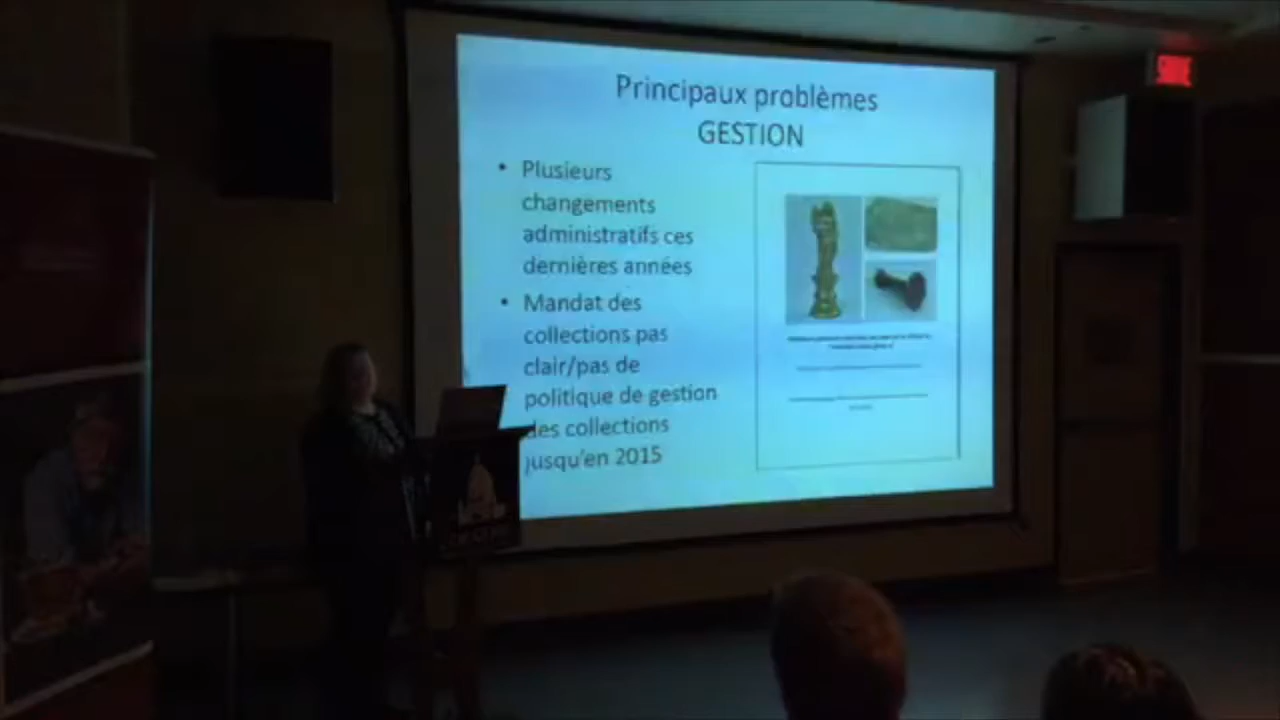 SORTIE
Principaux problèmes
GESTION
• Plusieurs
changements
administratifs ces
dernières années
• Mandat des
collections pas
clair/pas de
politique de gestion
des collections
jusqu'en 2015